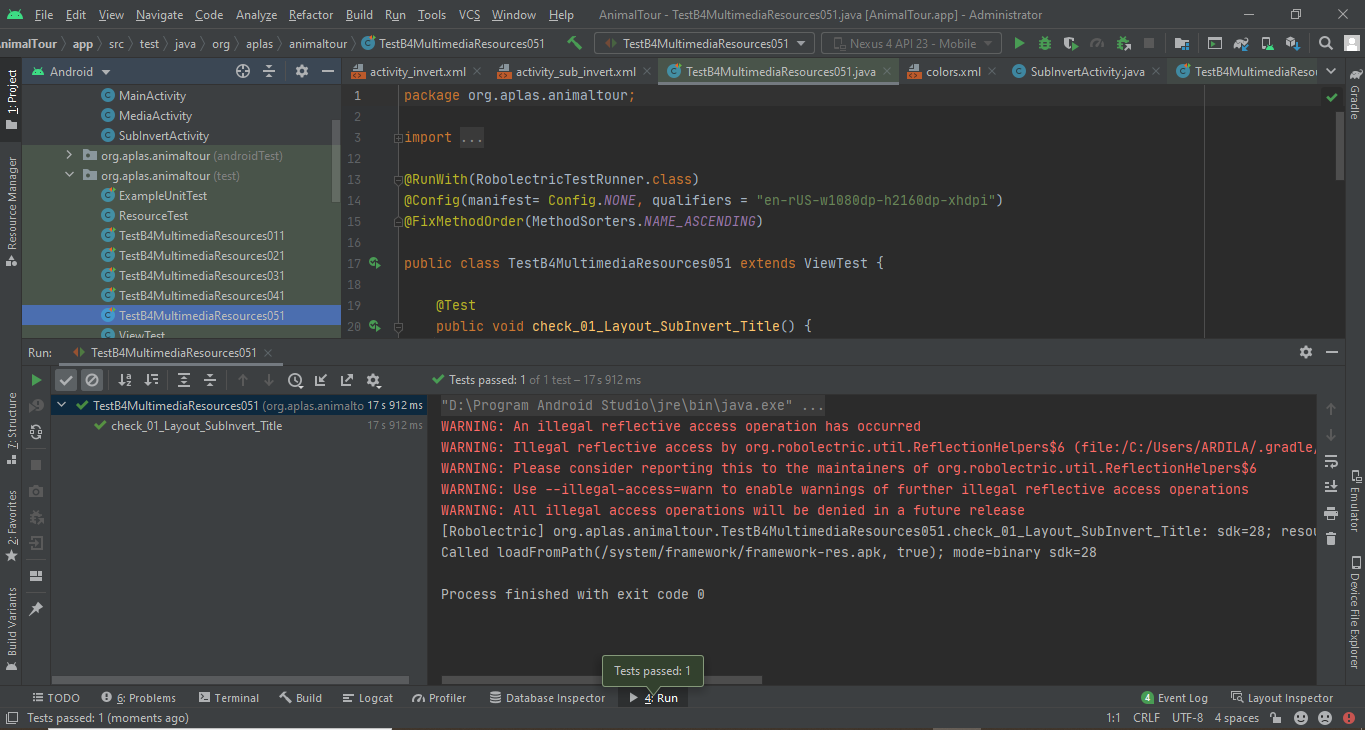 File Edit View Navigate Code Analyze Refactor Build Run Tools VCS Window Help AnimalTour - TestB4MultimediaResources051.java [AnimalTour.app] - Administrator
nimalTour app src test java org aplas animaltour TestB4MultimediaResources051 TestB4MultimediaResources051 Nexus 4 API 23 - Mobile
Android activity_invert.xml activity_sub_invert.xml TestB4MultimediaResources051.java colors.xml SubInvertActivity.java TestB4MultimediaResou
1: Project
Resource Manager
7: Structure
2: Favorites
Build Variants
MainActivity
MediaActivity
SubInvertActivity
org.aplas.animaltour (androidTest)
org.aplas.animaltour (test)
ExampleUnitTest
ResourceTest
TestB4MultimediaResources011
TestB4MultimediaResources021
TestB4MultimediaResources031
TestB4MultimediaResources041
TestB4MultimediaResources051
ViewTest
1 package org.aplas.animaltour;
2
3 import ...
12
13 @RunWith(RobolectricTestRunner.class)
14 @Config(manifest= Config.NONE, qualifiers = "en-rUS-w1080dp-h2160dp-xhdpi")
15 @FixMethodOrder(MethodSorters.NAME_ASCENDING)
16
17 public class TestB4MultimediaResources051 extends ViewTest {
18
19 @Test
20 public void check_01_Layout_SubInvert_Title() {
Gradle
Emulator
Device File Explorer
Run: TestB4MultimediaResources051
Tests passed: 1 of 1 test – 17 s 912 ms
TestB4MultimediaResources051 (org.aplas.animalto 17 s 912 ms
check_01_Layout_SubInvert_Title 17 s 912 ms
"D:\Program Android Studio\jre\bin\java.exe" ...
WARNING: An illegal reflective access operation has occurred
WARNING: Illegal reflective access by org.robolectric.util.ReflectionHelpers$6 (file:/C:/Users/ARDILA/.gradle/
WARNING: Please consider reporting this to the maintainers of org.robolectric.util.ReflectionHelpers$6
WARNING: Use --illegal-access=warn to enable warnings of further illegal reflective access operations
WARNING: All illegal access operations will be denied in a future release
[Robolectric] org.aplas.animaltour.TestB4MultimediaResources051.check_01_Layout_SubInvert_Title: sdk=28; resou
Called loadFromPath(/system/framework/framework-res.apk, true); mode=binary sdk=28
Process finished with exit code 0
Tests passed: 1
TODO 6: Problems Terminal Build Logcat Profiler Database Inspector 4: Run 4 Event Log Layout Inspector
Tests passed: 1 (moments ago) 1:1 CRLF UTF-8 4 spaces